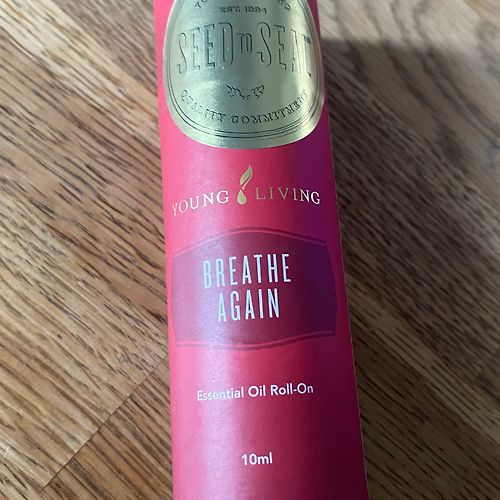 EST. 1994
SEED TO SEAL
QUALITY COMMITMENT
YOUNG LIVING
BREATHE
AGAIN
Essential Oil Roll-On
10ml